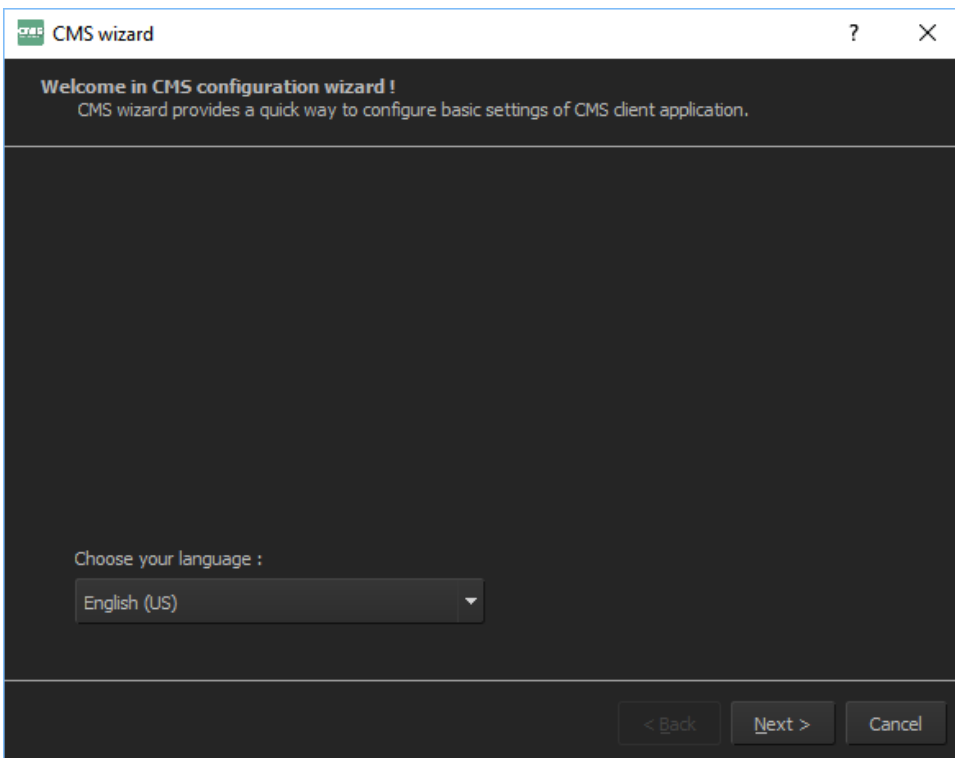 CMS wizard
?
Welcome in CMS configuration wizard !
CMS wizard provides a quick way to configure basic settings of CMS client application.
Choose your language :
English (US)
< Back
Next >
Cancel